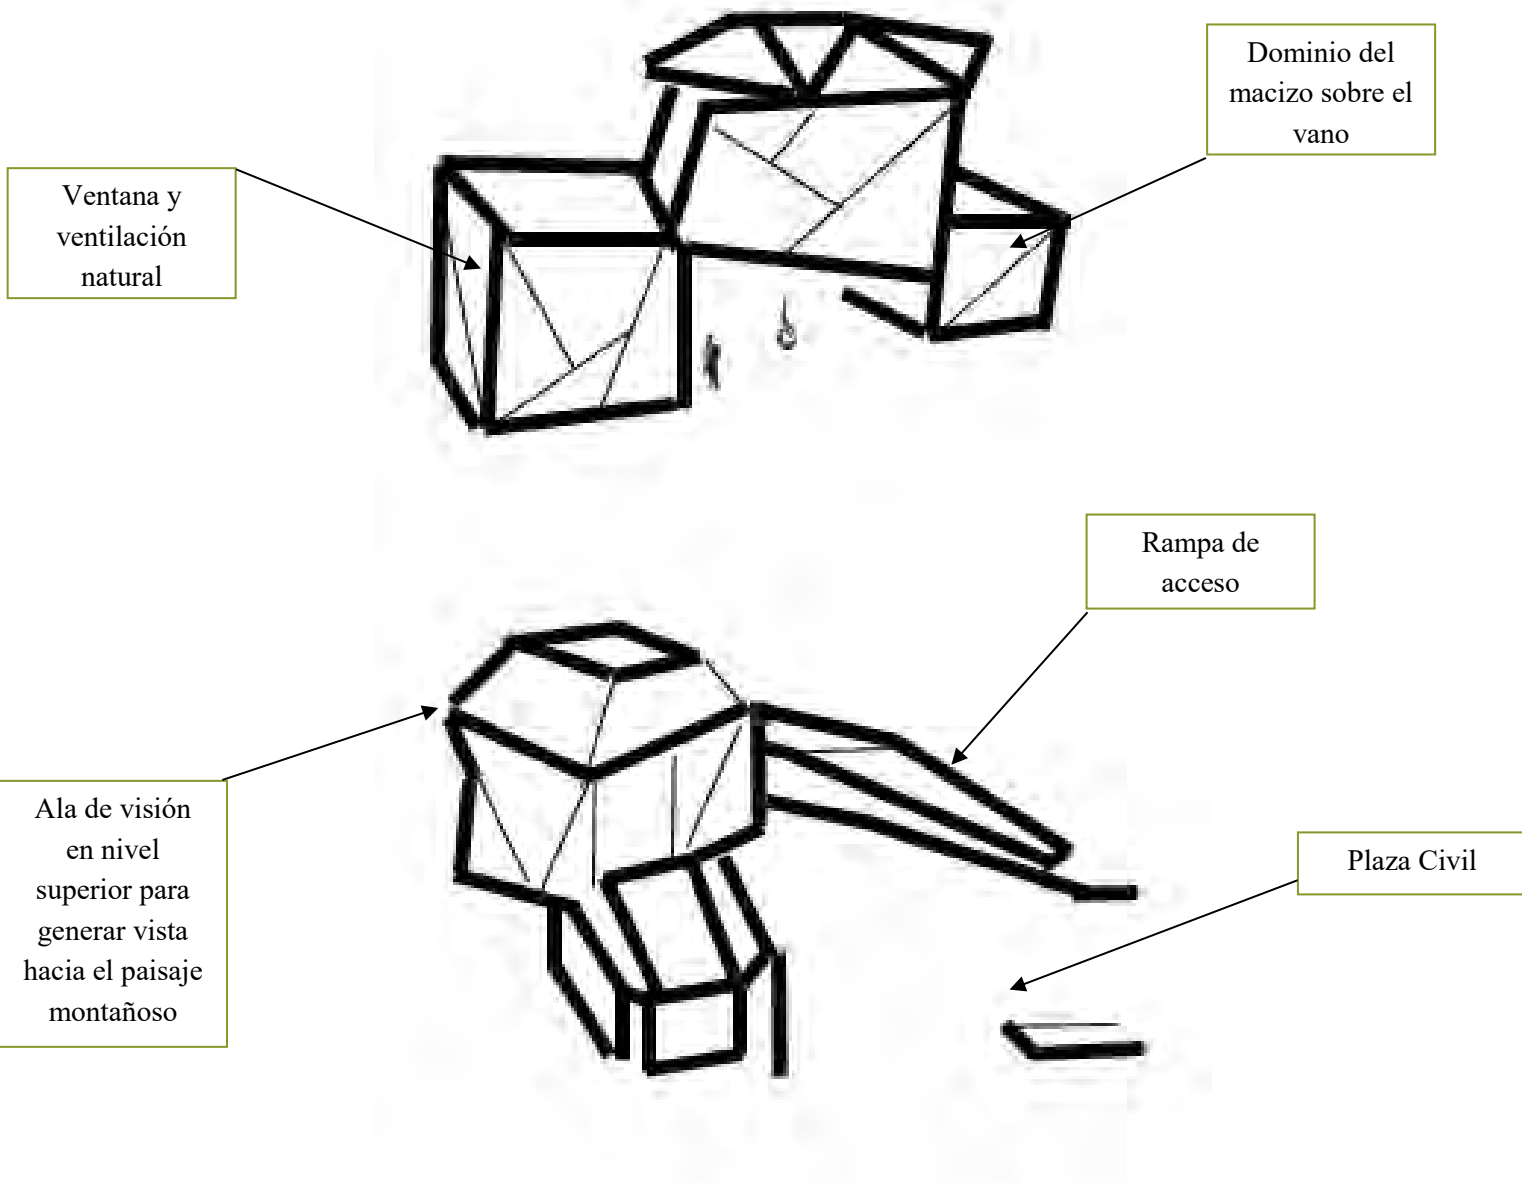 Dominio del
macizo sobre el
vano
Ventana y
ventilación
natural
Rampa de
acceso
Ala de visión
en nivel
superior para
generar vista
hacia el paisaje
montañoso
Plaza Civil